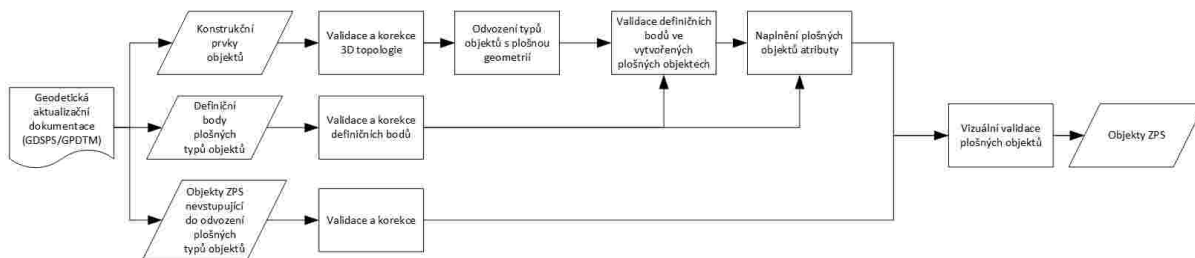 Geodetická
aktualizační
dokumentace
(GDSPS/GPDTM)
Konstrukční
prvky
objektů
Validace a korekce
3D topologie
Odvození typů
objektů s plošnou
geometrií
Validace definičních
bodů ve
vytvořených
plošných objektech
Naplnění plošných
objektů atributy
Definiční
body
plošných
typů objektů
Validace a korekce
definičních bodů
Objekty ZPS
nevstupující
do odvození
plošných
typů objektů
Validace a korekce
Vizuální validace
plošných objektů
Objekty ZPS